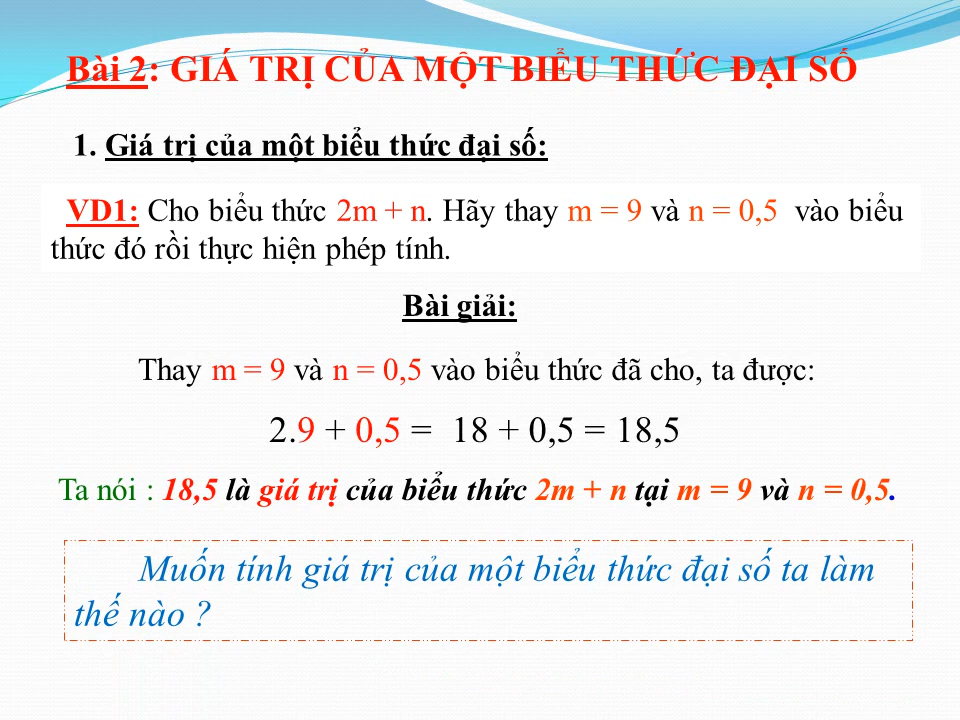 Bài 2: GIÁ TRỊ CỦA MỘT BIỂU THỨC ĐẠI SỐ
1. Giá trị của một biểu thức đại số:
VD1: Cho biểu thức 2m + n. Hãy thay m = 9 và n = 0,5 vào biểu
thức đó rồi thực hiện phép tính.
Bài giải:
Thay m = 9 và n = 0,5 vào biểu thức đã cho, ta được:
2.9 + 0,5 = 18 + 0,5 = 18,5
Ta nói : 18,5 là giá trị của biểu thức 2m + n tại m = 9 và n = 0,5.
Muốn tính giá trị của một biểu thức đại số ta làm
thế nào ?